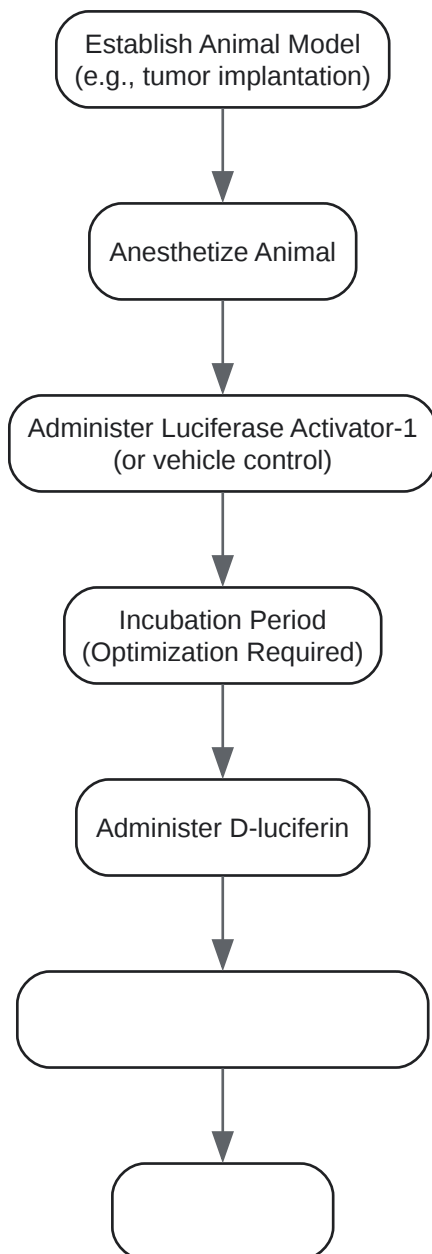 Establish Animal Model
(e.g., tumor implantation)
Anesthetize Animal
Administer Luciferase Activator-1
(or vehicle control)
Incubation Period
(Optimization Required)
Administer D-luciferin